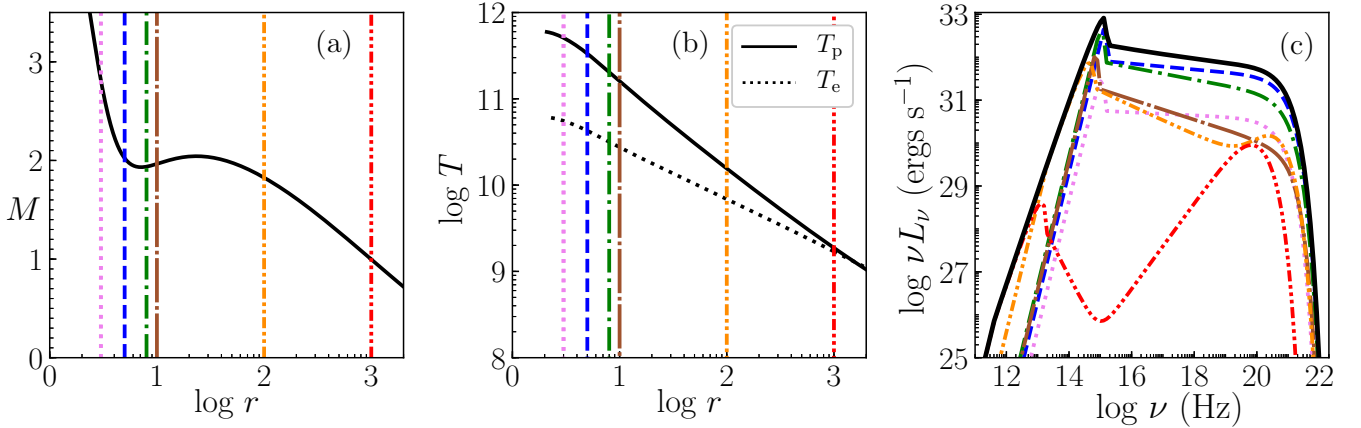 (a)
3
2
M
1
0
0 1 2 3
log r
(b)
12
11
10
9
8
log T
T_p
T_e
0 1 2 3
log r
(c)
33
31
29
27
25
log νL_ν (ergs s⁻¹)
12 14 16 18 20 22
log ν (Hz)